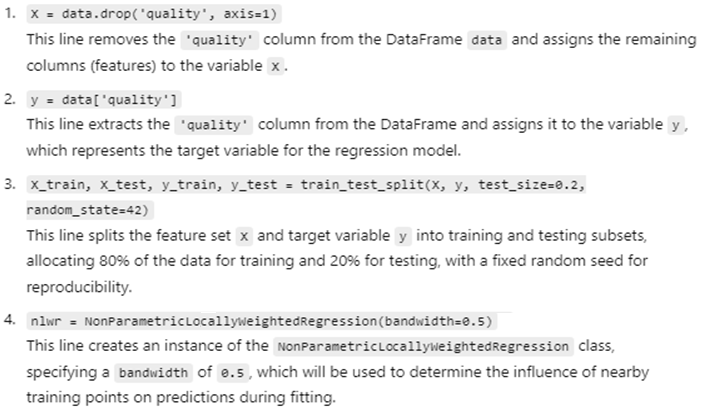 1. X = data.drop('quality', axis=1)
This line removes the 'quality' column from the DataFrame data and assigns the remaining
columns (features) to the variable X.
2. y = data['quality']
This line extracts the 'quality' column from the DataFrame and assigns it to the variable y,
which represents the target variable for the regression model.
3. X_train, X_test, y_train, y_test = train_test_split(X, y, test_size=0.2,
random_state=42)
This line splits the feature set X and target variable y into training and testing subsets,
allocating 80% of the data for training and 20% for testing, with a fixed random seed for
reproducibility.
4. nlwr = NonParametricLocallyWeightedRegression(bandwidth=0.5)
This line creates an instance of the NonParametricLocallyWeightedRegression class,
specifying a bandwidth of 0.5, which will be used to determine the influence of nearby
training points on predictions during fitting.